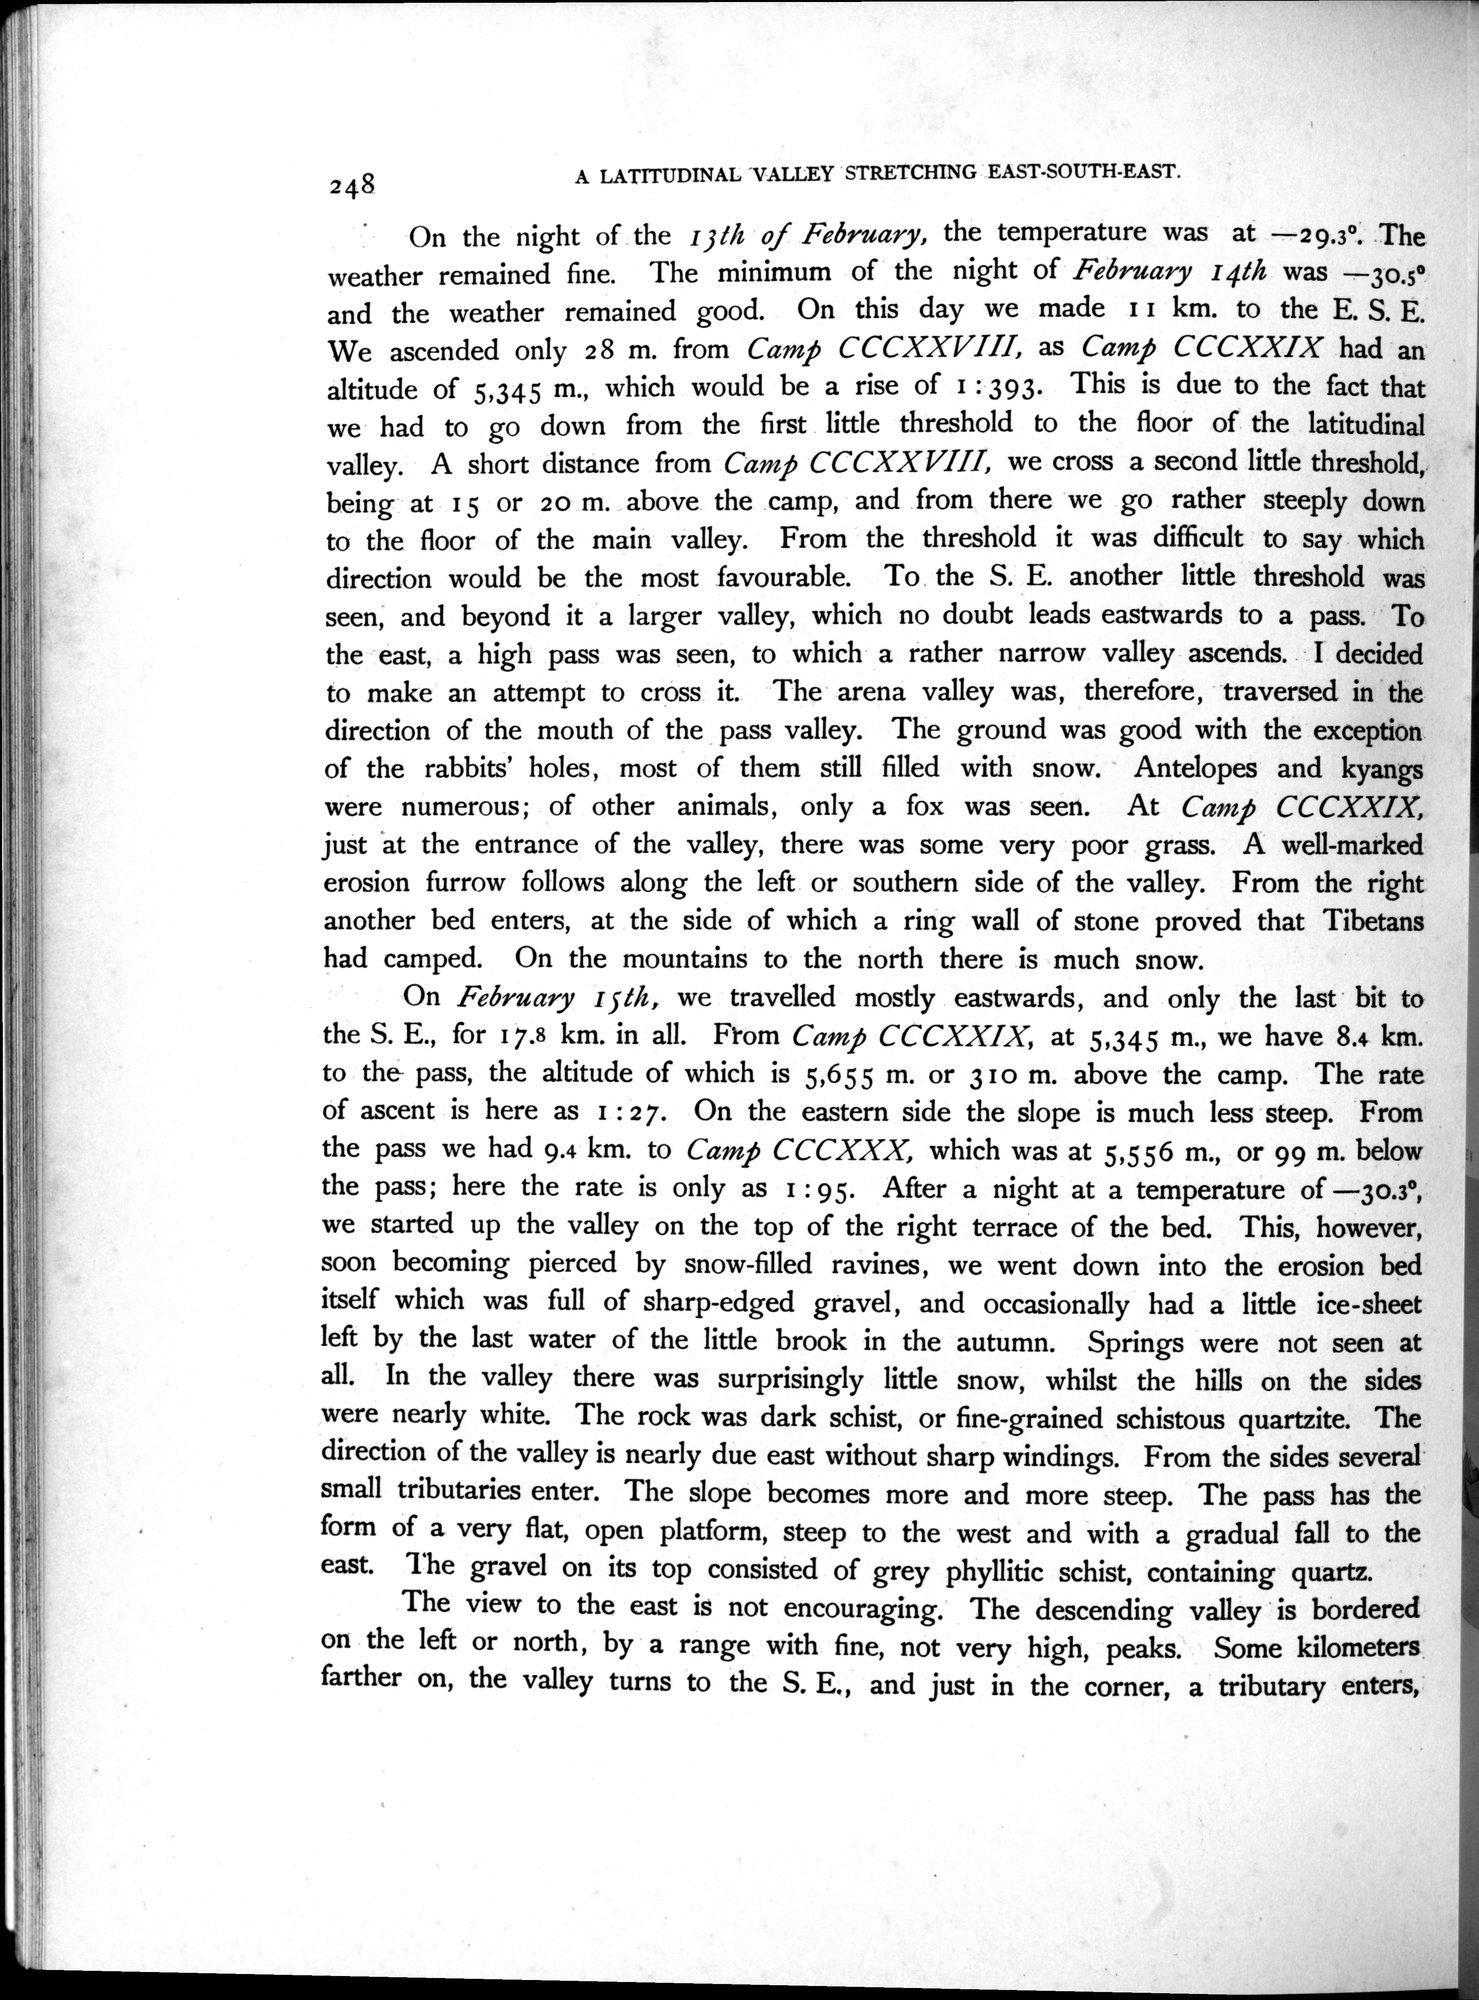 248
A LATITUDINAL VALLEY STRETCHING EAST-SOUTH-EAST.
On the night of the 13th of February, the temperature was at —29.3°. The
weather remained fine. The minimum of the night of February 14th was —30.5°
and the weather remained good. On this day we made 11 km. to the E. S. E.
We ascended only 28 m. from Camp CCCXXVIII, as Camp CCCXXIX had an
altitude of 5,345 m., which would be a rise of 1 : 393. This is due to the fact that
we had to go down from the first little threshold to the floor of the latitudinal
valley. A short distance from Camp CCCXXVIII, we cross a second little threshold,
being at 15 or 20 m. above the camp, and from there we go rather steeply down
to the floor of the main valley. From the threshold it was difficult to say which
direction would be the most favourable. To the S. E. another little threshold was
seen, and beyond it a larger valley, which no doubt leads eastwards to a pass. To
the east, a high pass was seen, to which a rather narrow valley ascends. I decided
to make an attempt to cross it. The arena valley was, therefore, traversed in the
direction of the mouth of the pass valley. The ground was good with the exception
of the rabbits' holes, most of them still filled with snow. Antelopes and kyangs
were numerous; of other animals, only a fox was seen. At Camp CCCXXIX,
just at the entrance of the valley, there was some very poor grass. A well-marked
erosion furrow follows along the left or southern side of the valley. From the right
another bed enters, at the side of which a ring wall of stone proved that Tibetans
had camped. On the mountains to the north there is much snow.
On February 15th, we travelled mostly eastwards, and only the last bit to
the S. E., for 17.8 km. in all. From Camp CCCXXIX, at 5,345 m., we have 8.4 km.
to the pass, the altitude of which is 5,655 m. or 310 m. above the camp. The rate
of ascent is here as 1 : 27. On the eastern side the slope is much less steep. From
the pass we had 9.4 km. to Camp CCCXXX, which was at 5,556 m., or 99 m. below
the pass; here the rate is only as 1 : 95. After a night at a temperature of —30.3°,
we started up the valley on the top of the right terrace of the bed. This, however,
soon becoming pierced by snow-filled ravines, we went down into the erosion bed
itself which was full of sharp-edged gravel, and occasionally had a little ice-sheet
left by the last water of the little brook in the autumn. Springs were not seen at
all. In the valley there was surprisingly little snow, whilst the hills on the sides
were nearly white. The rock was dark schist, or fine-grained schistous quartzite. The
direction of the valley is nearly due east without sharp windings. From the sides several
small tributaries enter. The slope becomes more and more steep. The pass has the
form of a very flat, open platform, steep to the west and with a gradual fall to the
east. The gravel on its top consisted of grey phyllitic schist, containing quartz.
The view to the east is not encouraging. The descending valley is bordered
on the left or north, by a range with fine, not very high, peaks. Some kilometers
farther on, the valley turns to the S. E., and just in the corner, a tributary enters,